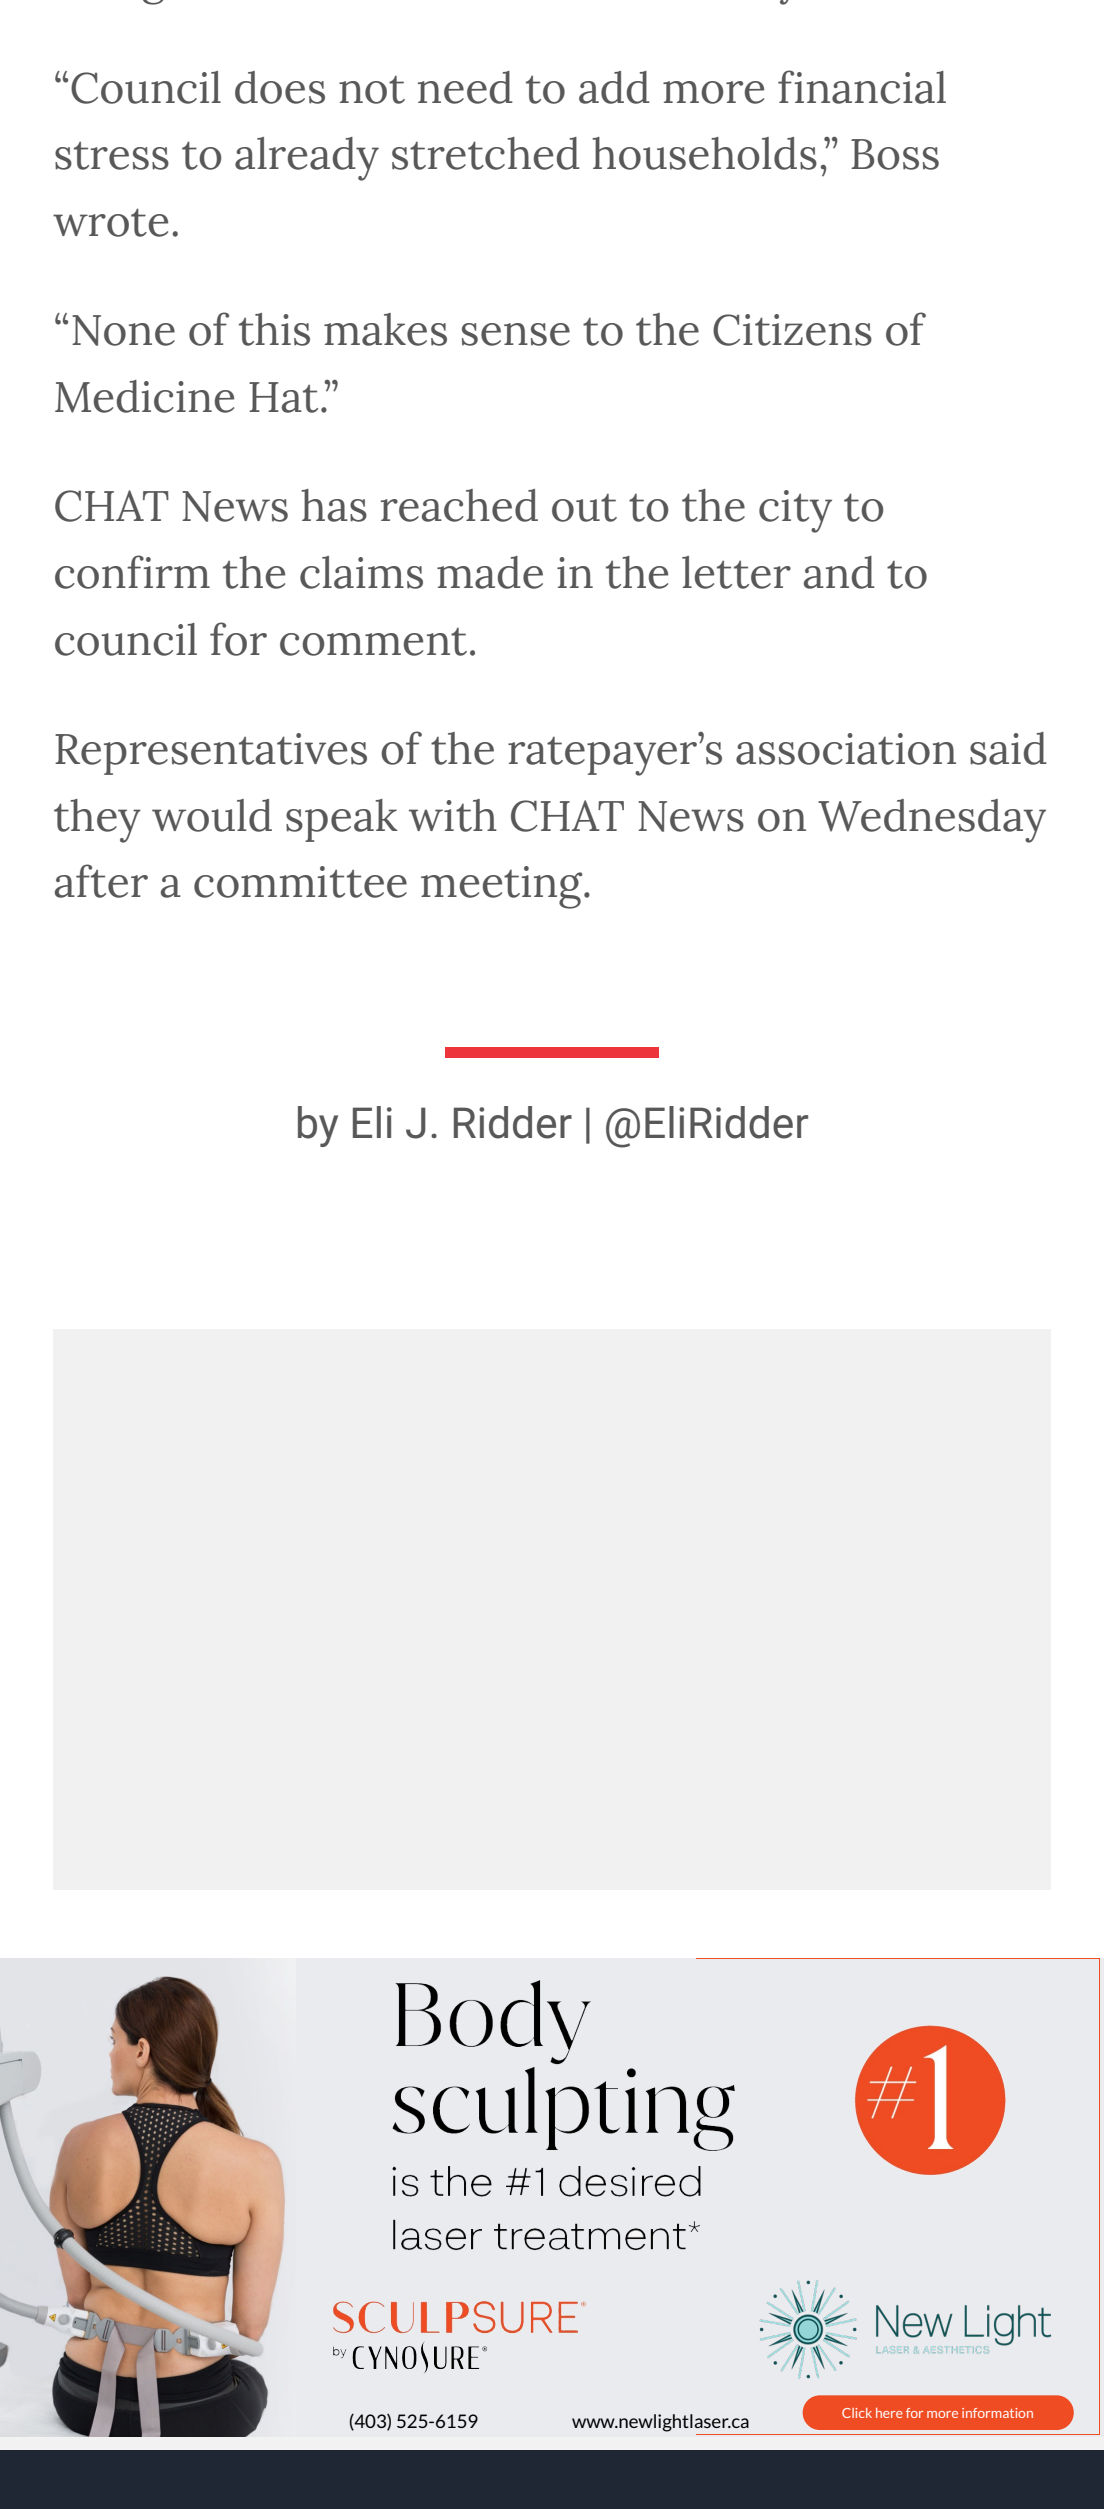 “Council does not need to add more financial
stress to already stretched households,” Boss
wrote.
“None of this makes sense to the Citizens of
Medicine Hat.”
CHAT News has reached out to the city to
confirm the claims made in the letter and to
council for comment.
Representatives of the ratepayer’s association said
they would speak with CHAT News on Wednesday
after a committee meeting.
by Eli J. Ridder | @EliRidder
Body
sculpting
is the #1 desired
laser treatment*
#1
SCULPSURE®
by CYNOSURE®
New Light
LASER & AESTHETICS
(403) 525-6159
www.newlightlaser.ca
Click here for more information